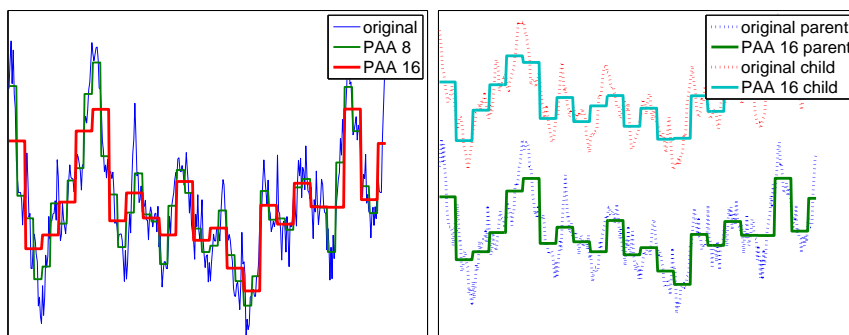 original
PAA 8
PAA 16
original parent
PAA 16 parent
original child
PAA 16 child